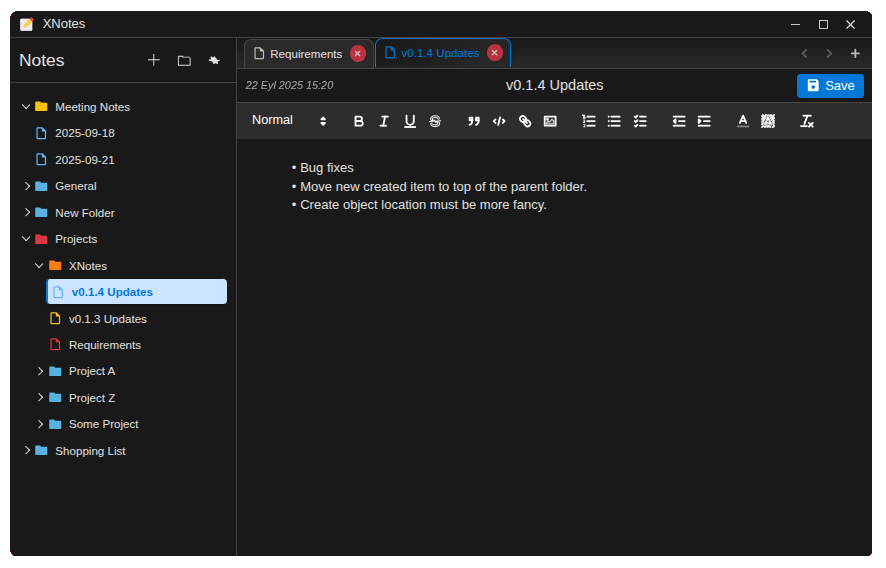 XNotes
Notes
Requirements
v0.1.4 Updates
22 Eyl 2025 15:20
v0.1.4 Updates
Save
Normal
Meeting Notes
2025-09-18
2025-09-21
General
New Folder
Projects
XNotes
v0.1.4 Updates
v0.1.3 Updates
Requirements
Project A
Project Z
Some Project
Shopping List
• Bug fixes
• Move new created item to top of the parent folder.
• Create object location must be more fancy.